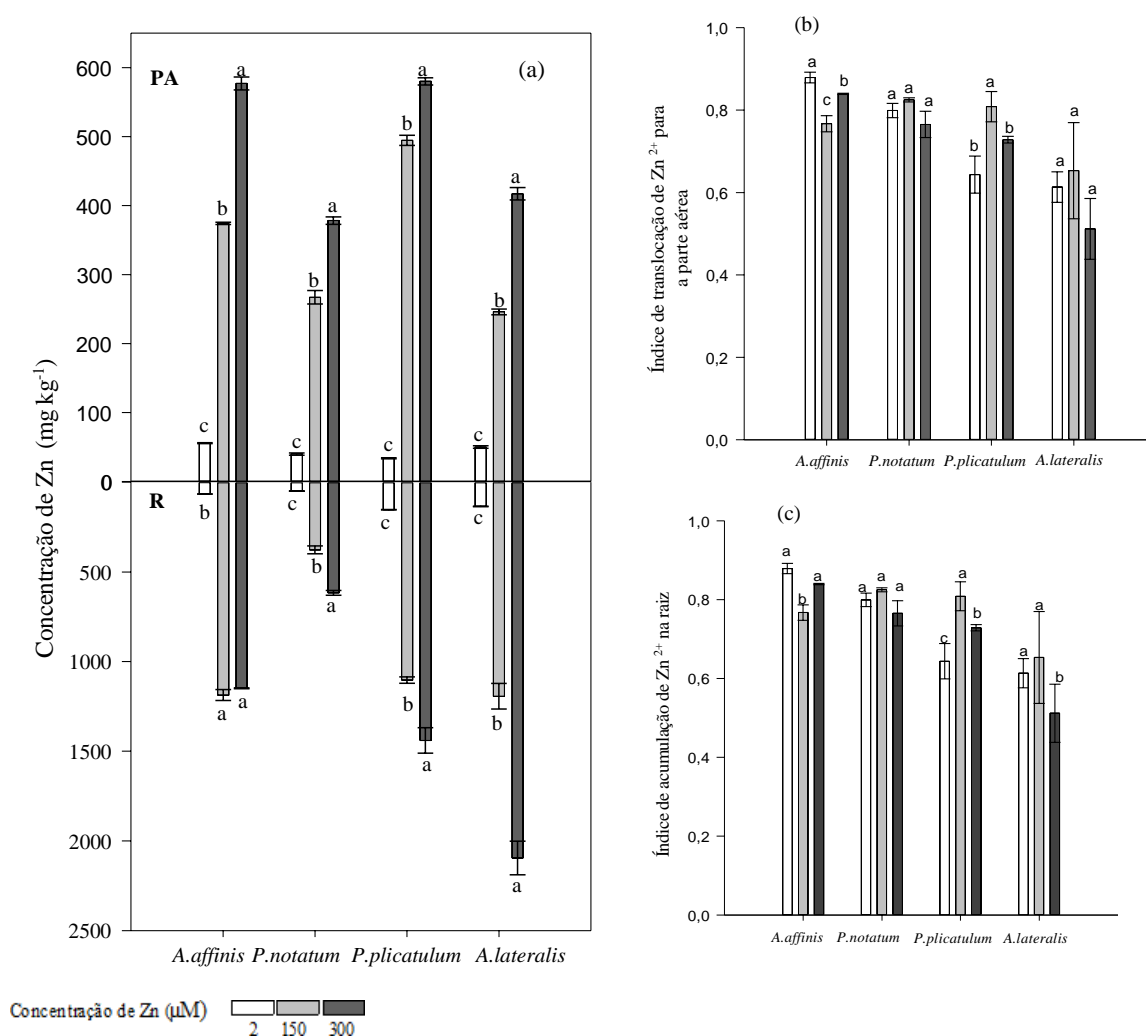 (a)
PA
Concentração de Zn (mg kg-1)
600
500
400
300
200
100
0
R
500
1000
1500
2000
2500
c b a
c b a
c b a
c b a
b a a
c b a
c b a
c b a
A.affinis P.notatum P.plicatulum A.lateralis
Concentração de Zn (µM)
2 150 300
(b)
Índice de translocação de Zn 2+ para
a parte aérea
1,0
0,8
0,6
0,4
0,2
0,0
a c b
a a a
b a b
a a a
A.affinis P.notatum P.plicatulum A.lateralis
(c)
Índice de acumulação de Zn 2+ na raiz
1,0
0,8
0,6
0,4
0,2
0,0
a b a
a a a
c a b
a a b
A.affinis P.notatum P.plicatulum A.lateralis